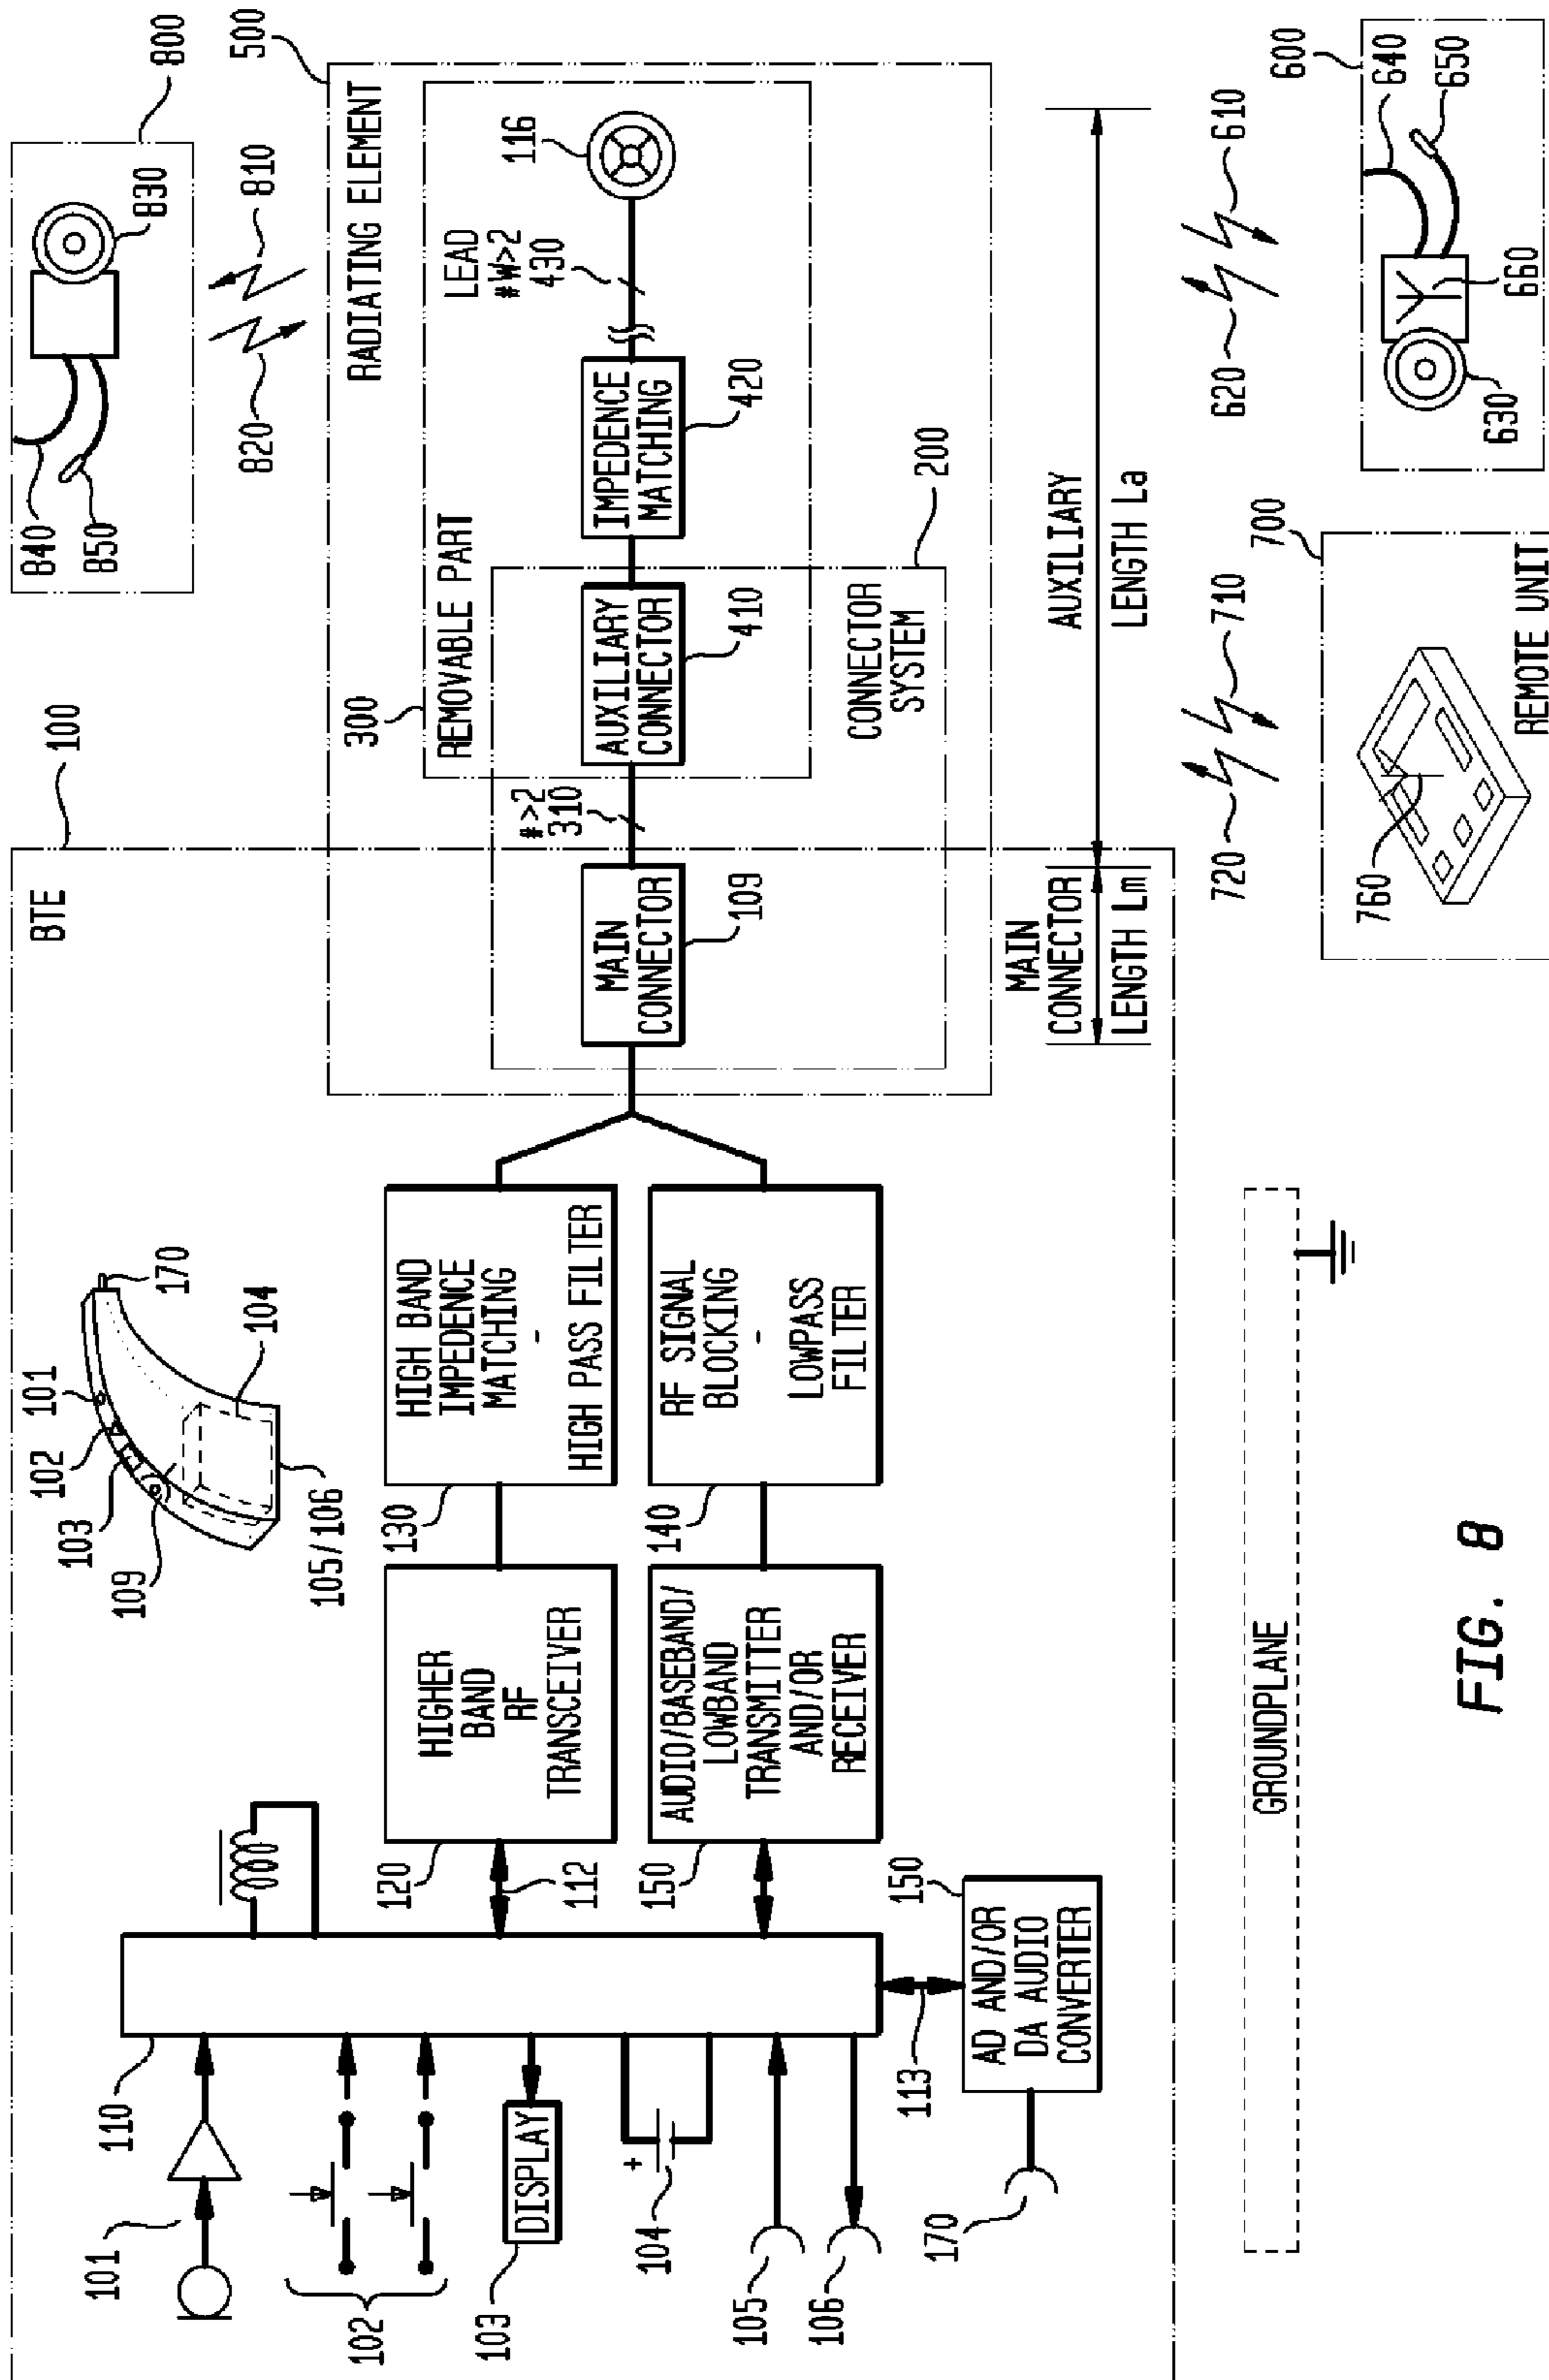 BTE
100
101
110
102
103
DISPLAY
+
104
105
106
170
113
150
AD AND/OR
DA AUDIO
CONVERTER
112
120
HIGHER
BAND
RF
TRANSCEIVER
150
AUDIO/BASEBAND/
LOWBAND
TRANSMITTER
AND/OR
RECEIVER
130
HIGH BAND
IMPEDENCE
MATCHING
-
HIGH PASS FILTER
140
RF SIGNAL
BLOCKING
-
LOWPASS
FILTER
109
103
102
101
170
104
105/106
MAIN
CONNECTOR
109
#>2
310
300
REMOVABLE PART
AUXILIARY
CONNECTOR
410
CONNECTOR
SYSTEM
200
IMPEDENCE
MATCHING
420
LEAD
#W>2
430
116
RADIATING ELEMENT
500
840
850
820
810
830
800
MAIN
CONNECTOR
LENGTH Lm
AUXILIARY
LENGTH La
720
710
700
760
REMOTE UNIT
620
610
600
630
660
640
650
GROUNDPLANE
FIG. 8